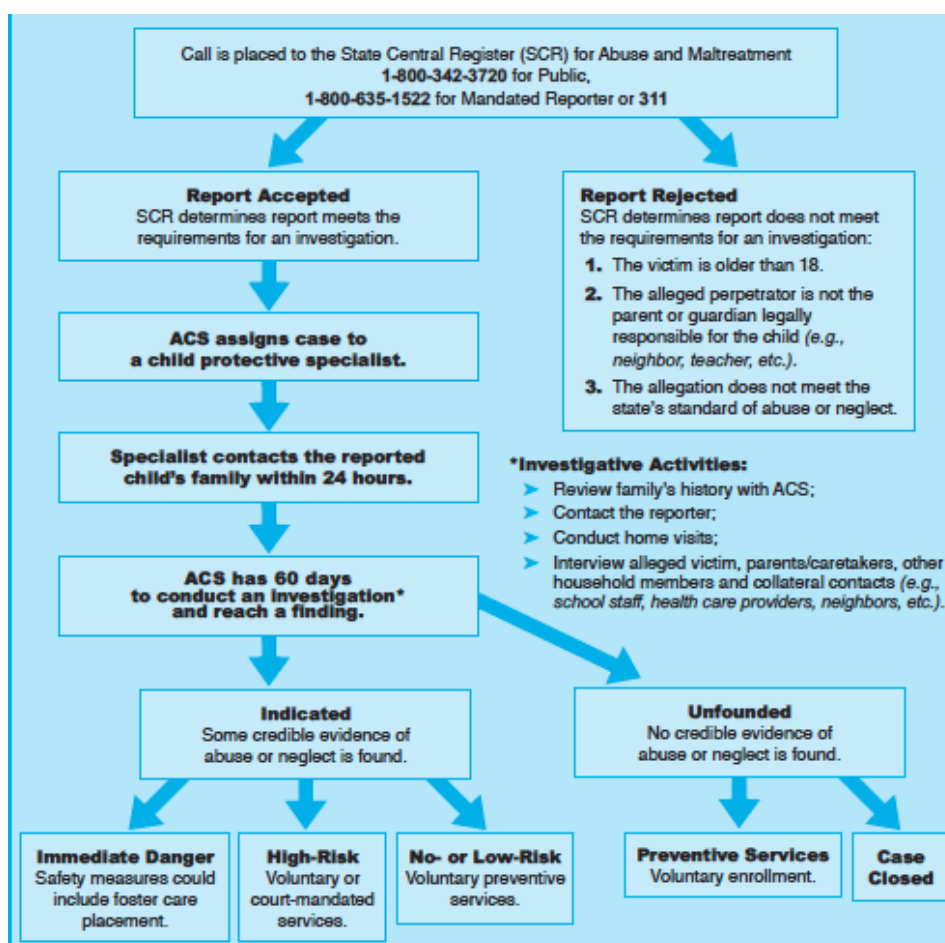 Call is placed to the State Central Register (SCR) for Abuse and Maltreatment
1-800-342-3720 for Public,
1-800-635-1522 for Mandated Reporter or 311
Report Accepted
SCR determines report meets the
requirements for an investigation.
Report Rejected
SCR determines report does not meet
the requirements for an investigation:
1. The victim is older than 18.
2. The alleged perpetrator is not the
parent or guardian legally
responsible for the child (e.g.,
neighbor, teacher, etc.).
3. The allegation does not meet the
state's standard of abuse or neglect.
ACS assigns case to
a child protective specialist.
Specialist contacts the reported
child's family within 24 hours.
*Investigative Activities:
➤ Review family's history with ACS;
➤ Contact the reporter;
➤ Conduct home visits;
➤ Interview alleged victim, parents/caretakers, other
household members and collateral contacts (e.g.,
school staff, health care providers, neighbors, etc.).
ACS has 60 days
to conduct an investigation*
and reach a finding.
Indicated
Some credible evidence of
abuse or neglect is found.
Unfounded
No credible evidence of
abuse or neglect is found.
Immediate Danger
Safety measures could
include foster care
placement.
High-Risk
Voluntary or
court-mandated
services.
No- or Low-Risk
Voluntary preventive
services.
Preventive Services
Voluntary enrollment.
Case
Closed